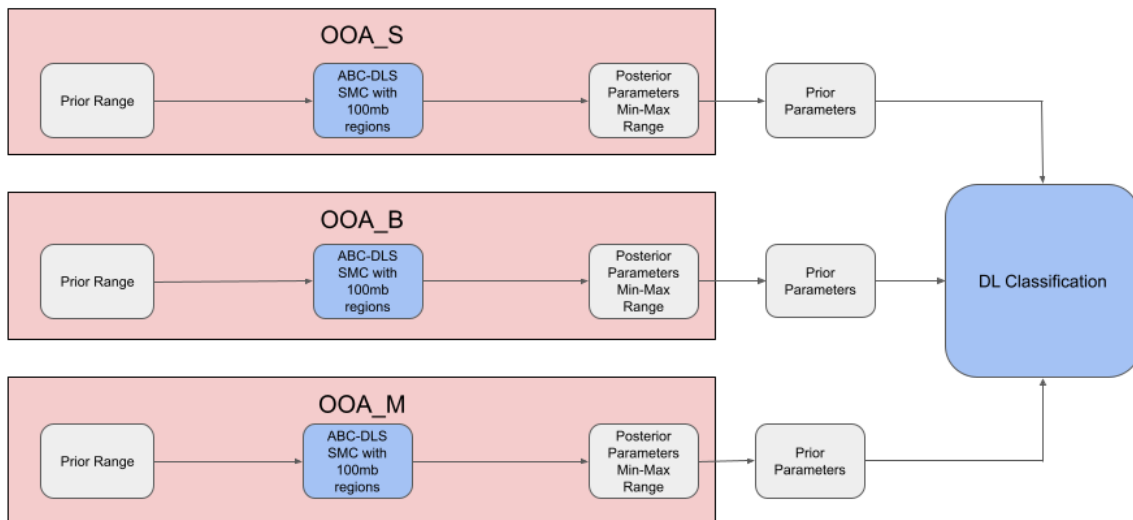 OOA_S
Prior Range
ABC-DLS
SMC with
100mb
regions
Posterior
Parameters
Min-Max
Range
Prior
Parameters
OOA_B
Prior Range
ABC-DLS
SMC with
100mb
regions
Posterior
Parameters
Min-Max
Range
Prior
Parameters
DL Classification
OOA_M
Prior Range
ABC-DLS
SMC with
100mb
regions
Posterior
Parameters
Min-Max
Range
Prior
Parameters